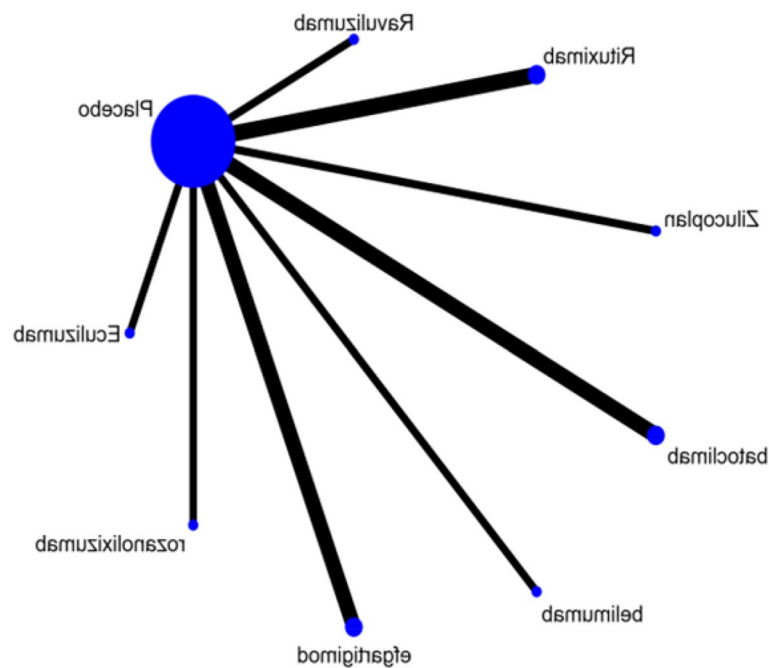 Ravulizumab
Rituximab
Placebo
Zilucoplan
Eculizumab
batoclimab
rozanolixizumab
belimumab
efgartigimod